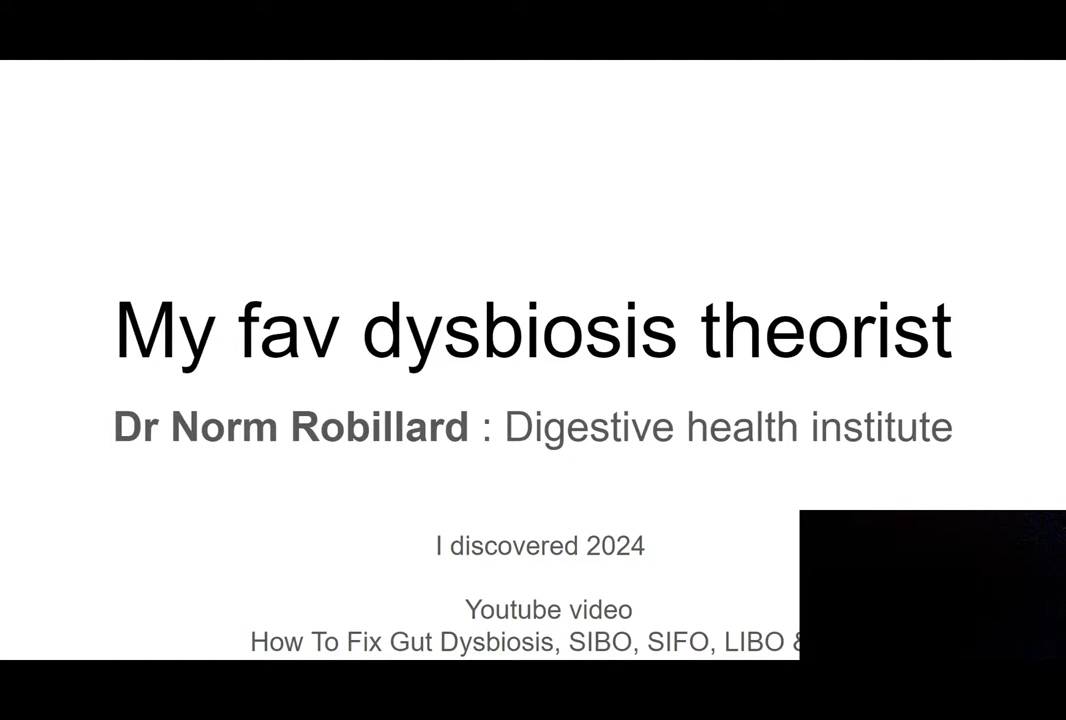 My fav dysbiosis theorist
Dr Norm Robillard : Digestive health institute
I discovered 2024
Youtube video
How To Fix Gut Dysbiosis, SIBO, SIFO, LIBO &